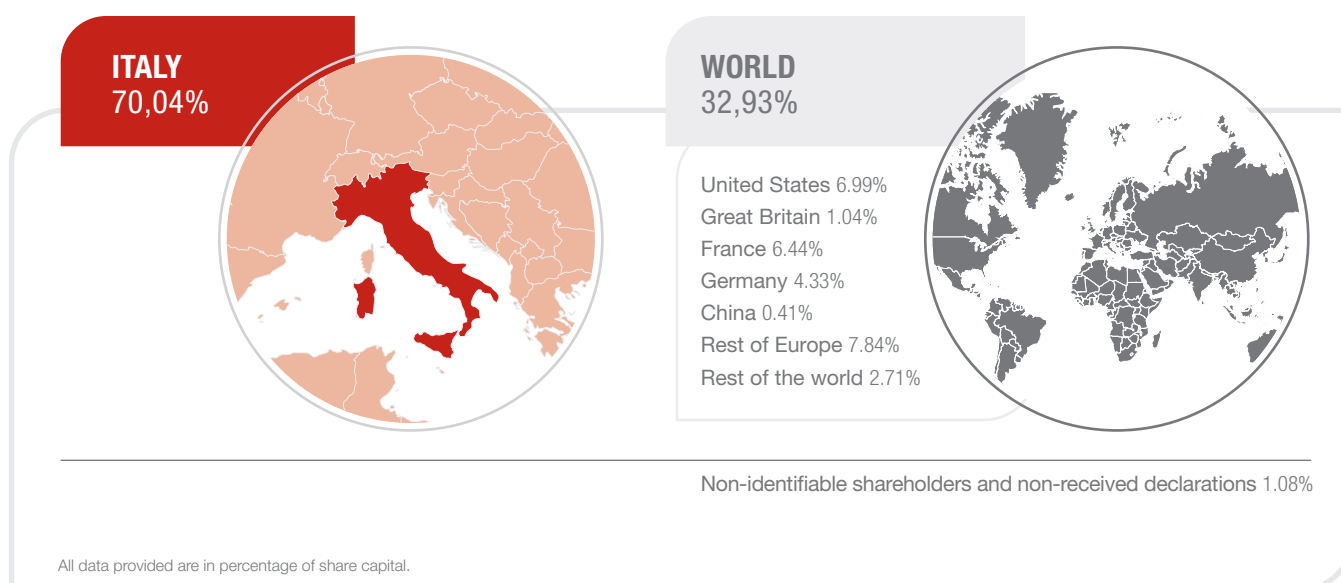 ITALY
70,04%
WORLD
32,93%
United States 6.99%
Great Britain 1.04%
France 6.44%
Germany 4.33%
China 0.41%
Rest of Europe 7.84%
Rest of the world 2.71%
Non-identifiable shareholders and non-received declarations 1.08%
All data provided are in percentage of share capital.